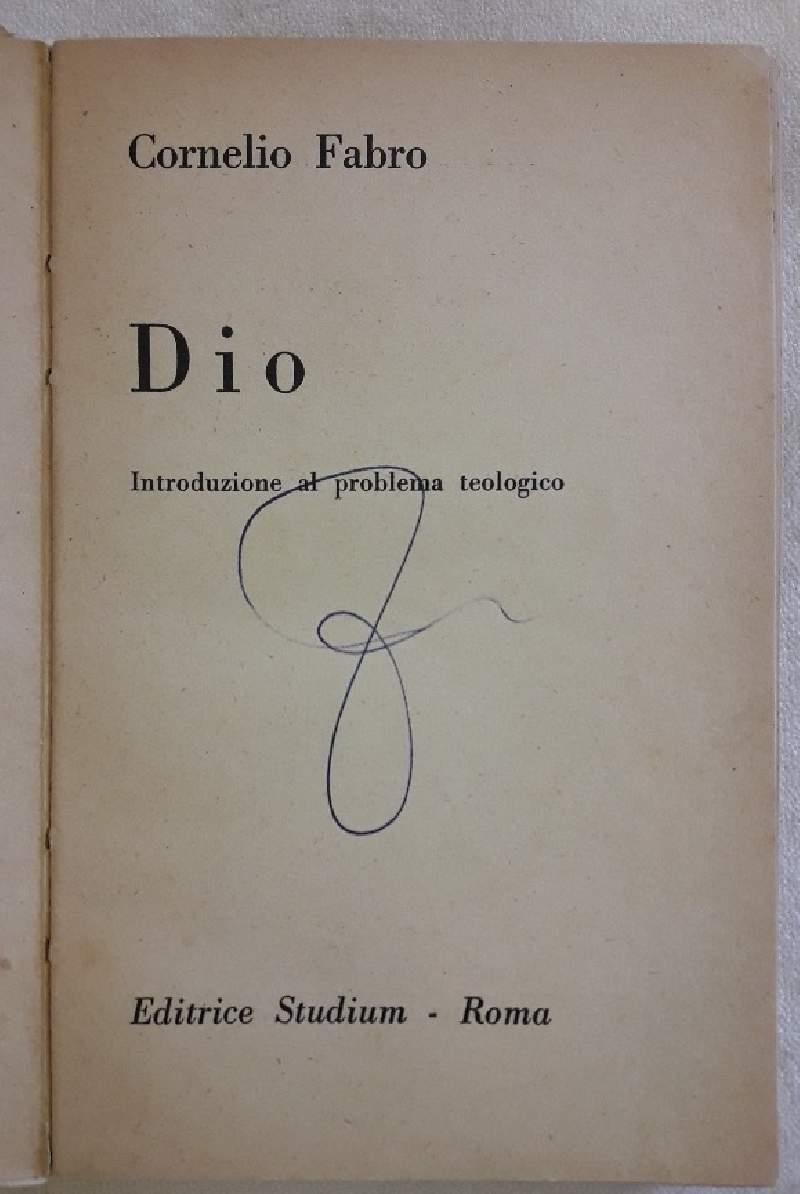 Cornelio Fabro
Dio
Introduzione al problema teologico
Editrice Studium - Roma